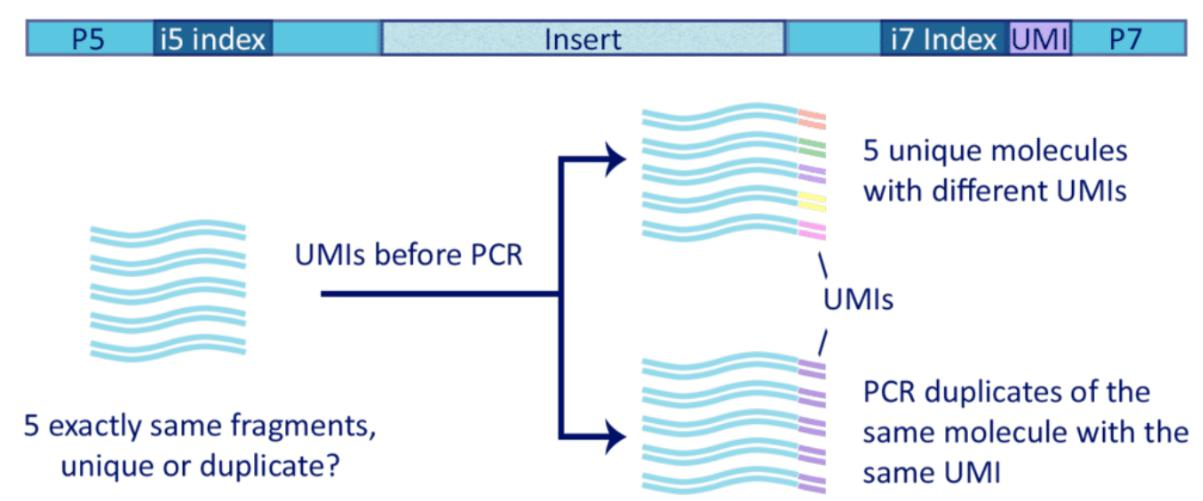 P5 i5 index Insert i7 Index UMI P7
5 unique molecules
with different UMIs
UMIs before PCR
UMIs
5 exactly same fragments,
unique or duplicate?
PCR duplicates of the
same molecule with the
same UMI